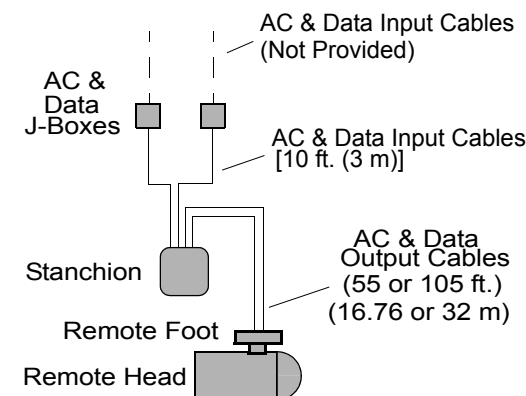 AC & Data Input Cables
(Not Provided)
AC &
Data
J-Boxes
AC & Data Input Cables
[10 ft. (3 m)]
AC & Data
Output Cables
(55 or 105 ft.)
(16.76 or 32 m)
Stanchion
Remote Foot
Remote Head